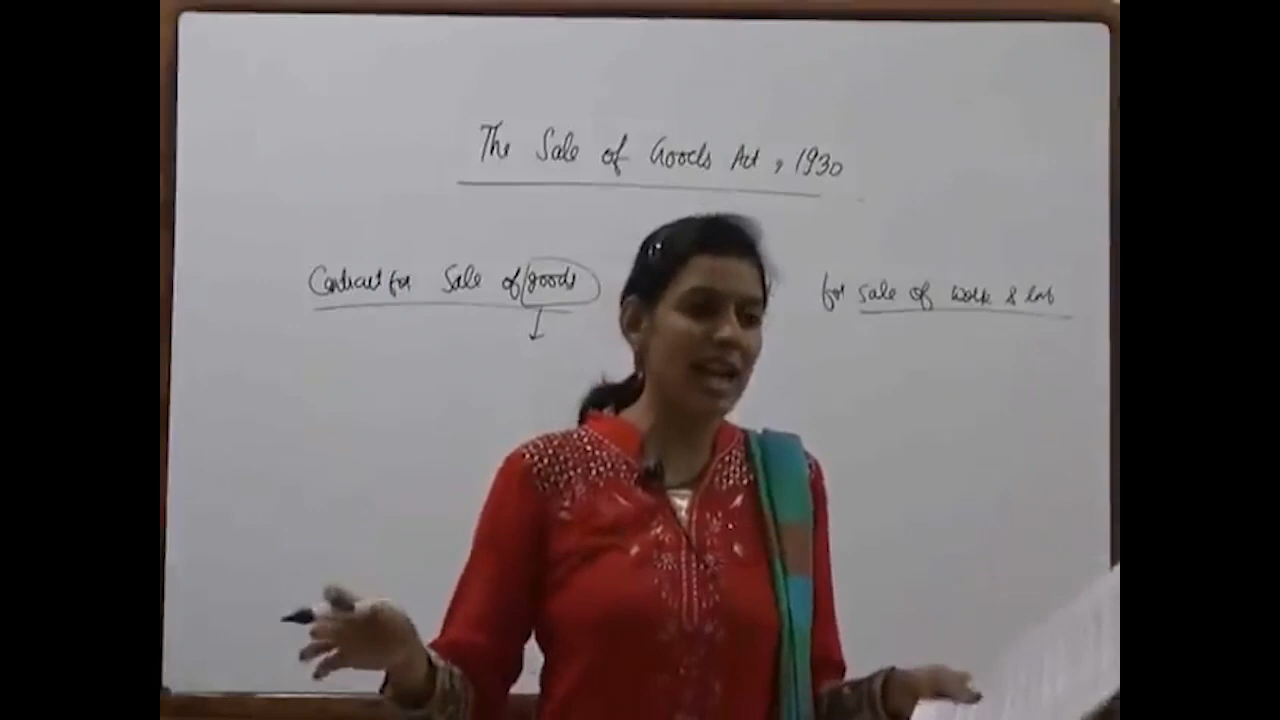 The Sale of Goods Act, 1930
Contract for Sale of goods
for sale of work & lab